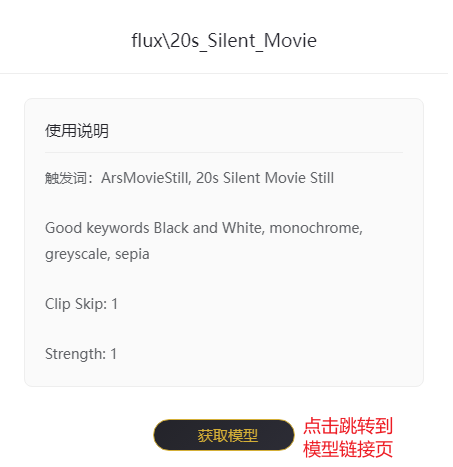 flux\20s_Silent_Movie
使用说明
触发词：ArsMovieStill, 20s Silent Movie Still
Good keywords Black and White, monochrome,
greyscale, sepia
Clip Skip: 1
Strength: 1
获取模型
点击跳转到
模型链接页